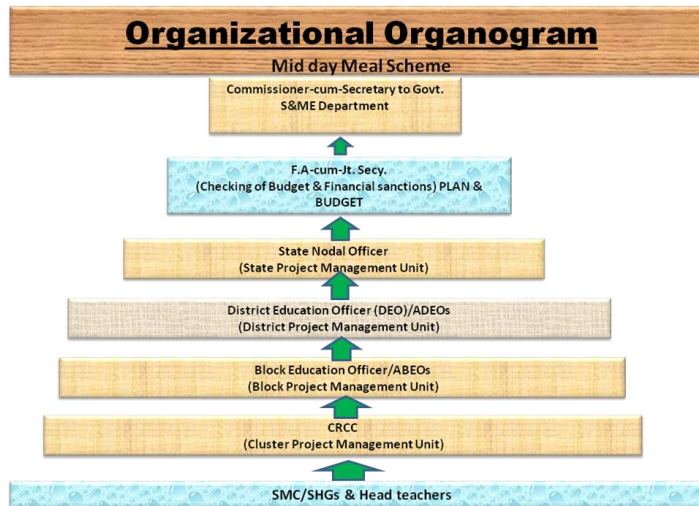 Organizational Organogram
Mid day Meal Scheme
Commissioner-cum-Secretary to Govt.
S&ME Department
F.A-cum-Jt. Secy.
(Checking of Budget & Financial sanctions) PLAN &
BUDGET
State Nodal Officer
(State Project Management Unit)
District Education Officer (DEO)/ADEOs
(District Project Management Unit)
Block Education Officer/ABEOs
(Block Project Management Unit)
CRCC
(Cluster Project Management Unit)
SMC/SHGs & Head teachers